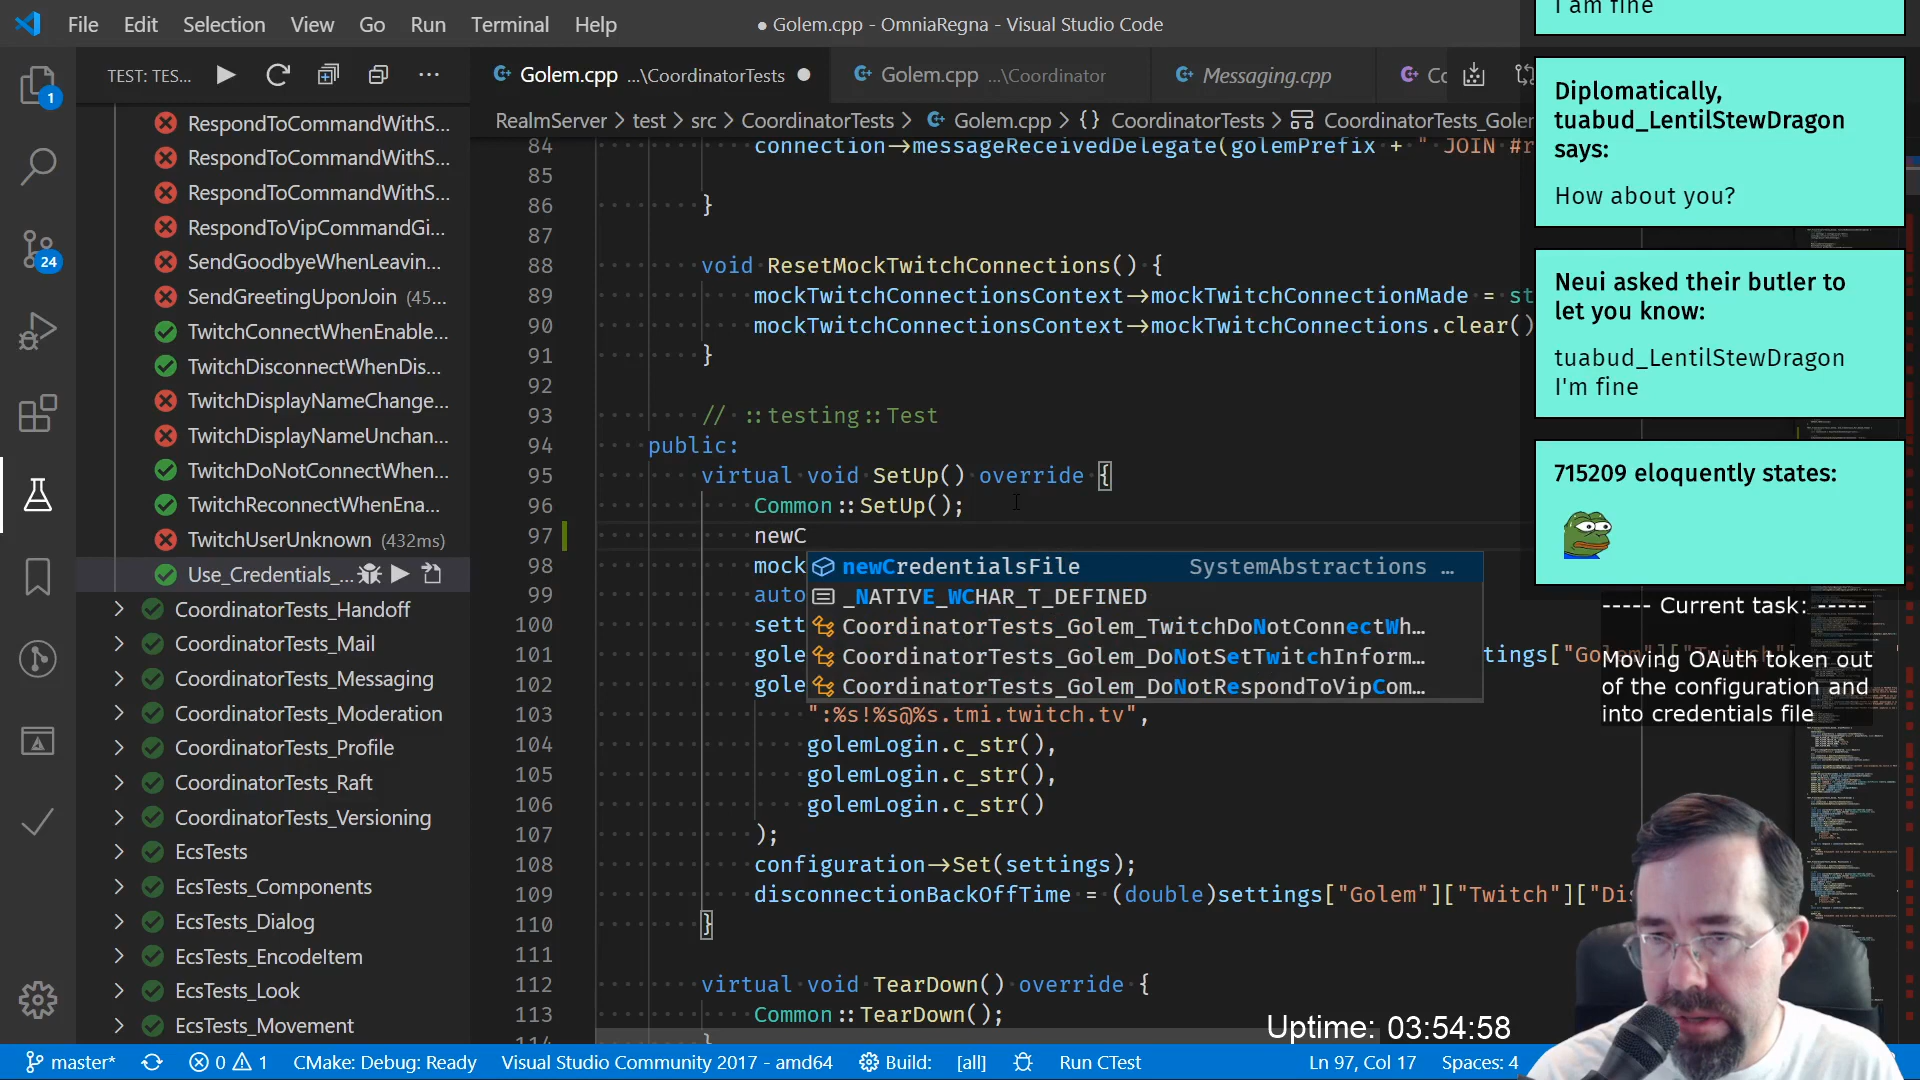 File Edit Selection View Go Run Terminal Help
● Golem.cpp - OmniaRegna - Visual Studio Code
TEST: TES...
Golem.cpp ...\CoordinatorTests ●
Golem.cpp ...\Coordinator
Messaging.cpp
RealmServer > test > src > CoordinatorTests > Golem.cpp > {} CoordinatorTests > CoordinatorTests_Goler
1
24
RespondToCommandWithS...
RespondToCommandWithS...
RespondToCommandWithS...
RespondToVipCommandGi...
SendGoodbyeWhenLeavin...
SendGreetingUponJoin (45...
TwitchConnectWhenEnable...
TwitchDisconnectWhenDis...
TwitchDisplayNameChange...
TwitchDisplayNameUnchan...
TwitchDoNotConnectWhen...
TwitchReconnectWhenEna...
TwitchUserUnknown (432ms)
Use_Credentials_...
CoordinatorTests_Handoff
CoordinatorTests_Mail
CoordinatorTests_Messaging
CoordinatorTests_Moderation
CoordinatorTests_Profile
CoordinatorTests_Raft
CoordinatorTests_Versioning
EcsTests
EcsTests_Components
EcsTests_Dialog
EcsTests_EncodeItem
EcsTests_Look
EcsTests_Movement
84 connection→messageReceivedDelegate(golemPrefix + " JOIN #r
85
86 }
87
88 void ResetMockTwitchConnections() {
89 mockTwitchConnectionsContext→mockTwitchConnectionMade = st
90 mockTwitchConnectionsContext→mockTwitchConnections.clear()
91 }
92
93 // ::testing::Test
94 public:
95 virtual void SetUp() override {
96 Common::SetUp();
97 newC
98 mock
99 auto
100 sett
101 gole tings["Golem"]
102 gole
newCredentialsFile SystemAbstractions ...
_NATIVE_WCHAR_T_DEFINED
CoordinatorTests_Golem_TwitchDoNotConnectWh...
CoordinatorTests_Golem_DoNotSetTwitchInform...
CoordinatorTests_Golem_DoNotRespondToVipCom...
103 ":%s!%s@%s.tmi.twitch.tv",
104 golemLogin.c_str(),
105 golemLogin.c_str(),
106 golemLogin.c_str()
107 );
108 configuration→Set(settings);
109 disconnectionBackOffTime = (double)settings["Golem"]["Twitch"]["Dis
110 }
111
112 virtual void TearDown() override {
113 Common::TearDown();
114 }
I am fine
Diplomatically,
tuabud_LentilStewDragon
says:
How about you?
Neui asked their butler to
let you know:
tuabud_LentilStewDragon
I'm fine
715209 eloquently states:
----- Current task: -----
Moving OAuth token out
of the configuration and
into credentials file
Uptime: 03:54:58
master* 0 1 CMake: Debug: Ready Visual Studio Community 2017 - amd64 Build: [all] Run CTest Ln 97, Col 17 Spaces: 4